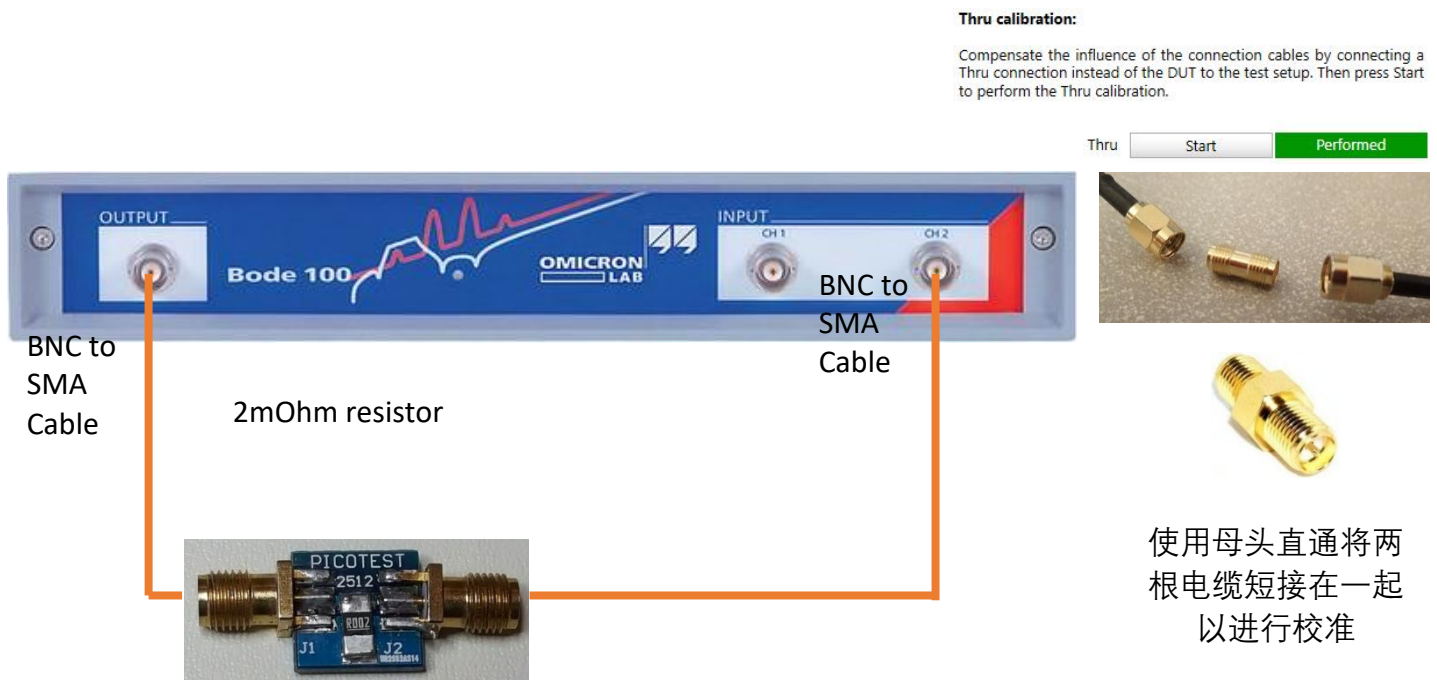 Thru calibration:
Compensate the influence of the connection cables by connecting a
Thru connection instead of the DUT to the test setup. Then press Start
to perform the Thru calibration.
Thru Start Performed
OUTPUT
Bode 100
OMICRON
LAB
INPUT
CH 1
CH 2
BNC to
SMA
Cable
BNC to
SMA
Cable
2mOhm resistor
PICOTEST
2512
R002
J1 J2
使用母头直通将两
根电缆短接在一起
以进行校准